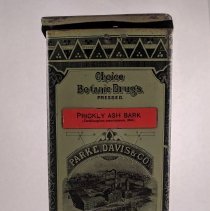 Choice
Botanic Drugs
PRESSED.
PRICKLY ASH BARK
PARKE, DAVIS & CO.